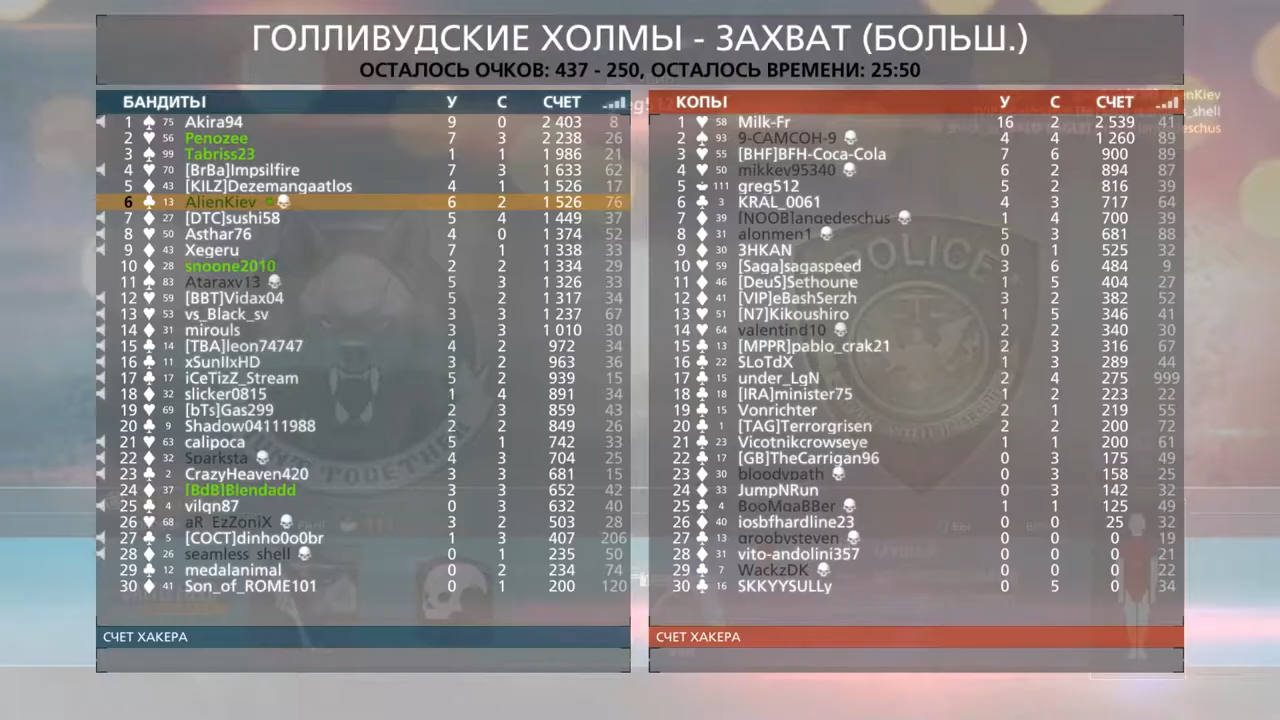 ГОЛЛИВУДСКИЕ ХОЛМЫ - ЗАХВАТ (БОЛЬШ.)
ОСТАЛОСЬ ОЧКОВ: 437 - 250, ОСТАЛОСЬ ВРЕМЕНИ: 25:50
БАНДИТЫ У С СЧЕТ
1 75 Akira94 9 0 2 403 8
2 56 Penozee 7 3 2 238 26
3 99 Tabriss23 1 1 1 986 21
4 70 [BrBa]Impsilfire 7 3 1 633 62
5 43 [KILZ]Dezemangaatlos 4 1 1 526 17
6 13 AlienKiev 6 2 1 526 76
7 27 [DTC]sushi58 5 4 1 449 37
8 50 Asthar76 4 0 1 374 52
9 43 Xegeru 7 1 1 338 33
10 28 snoone2010 2 2 1 334 29
11 83 Ataraxv13 5 3 1 326 33
12 59 [BBT]Vidax04 5 2 1 317 34
13 53 vs_Black_sv 3 3 1 237 67
14 31 mirouls 3 3 1 010 30
15 14 [TBA]leon74747 4 2 972 34
16 11 xSunIIxHD 3 2 963 36
17 17 iCeTizZ_Stream 5 2 939 15
18 32 slicker0815 1 4 891 34
19 69 [bTs]Gas299 2 3 859 43
20 9 Shadow04111988 2 2 849 26
21 63 calipoca 5 1 742 33
22 32 Sparksta 4 3 704 25
23 2 CrazyHeaven420 3 3 681 15
24 37 [BdB]Blendadd 3 3 652 42
25 4 vilqn87 0 3 632 40
26 68 aR_EzZoniX 3 2 503 28
27 5 [COCT]dinho0o0br 1 3 407 206
28 26 seamless_shell 0 1 235 50
29 12 medalanimal 0 2 234 74
30 41 Son_of_ROME101 0 1 200 120
СЧЕТ ХАКЕРА
КОПЫ У С СЧЕТ
1 58 Milk-Fr 16 2 2 539 41
2 93 9-CAMCOH-9 4 4 1 260 89
3 55 [BHF]BFH-Coca-Cola 7 6 900 89
4 50 mikkev95340 6 2 894 87
5 111 greg512 5 2 816 39
6 3 KRAL_0061 4 3 717 64
7 39 [NOOB]angedeschus 1 4 700 39
8 31 alonmen1 5 3 681 88
9 30 3HKAN 0 1 525 32
10 59 [Saga]sagaspeed 3 6 484 9
11 46 [DeuS]Sethoune 1 5 404 27
12 41 [VIP]eBashSerzh 3 2 382 52
13 51 [N7]Kikoushiro 1 5 346 41
14 64 valentind10 2 2 340 30
15 13 [MPPR]pablo_crak21 2 3 316 67
16 22 SLoTdX 1 3 289 44
17 15 under_LgN 2 4 275 999
18 18 [IRA]minister75 1 2 223 22
19 15 Vonrichter 2 1 219 55
20 1 [TAG]Terrorgrisen 2 2 200 72
21 23 Vicotnikcrowseye 1 1 200 61
22 17 [GB]TheCarrigan96 0 3 175 49
23 30 bloodypath 0 3 158 25
24 33 JumpNRun 0 3 142 32
25 4 BooMgaBBer 1 1 125 49
26 40 iosbfhardline23 0 0 25 32
27 13 groobysteven 0 0 0 19
28 31 vito-andolini357 0 0 0 21
29 7 WackzDK 0 0 0 22
30 16 SKKYYSULLy 0 5 0 34
СЧЕТ ХАКЕРА